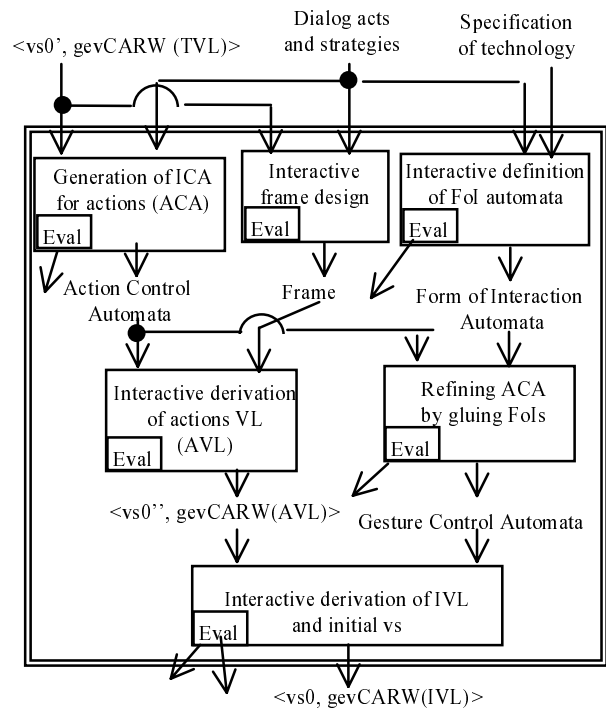 Dialog acts
and strategies
Specification
of technology
<vs0', gevCARW (TVL)>
Generation of ICA
for actions (ACA)
Eval
Interactive
frame design
Eval
Interactive definition
of FoI automata
Eval
Action Control
Automata
Frame
Form of Interaction
Automata
Interactive derivation
of actions VL
(AVL)
Eval
Refining ACA
by gluing FoIs
Eval
<vs0'', gevCARW(AVL)>
Gesture Control Automata
Interactive derivation of IVL
and initial vs
Eval
<vs0, gevCARW(IVL)>